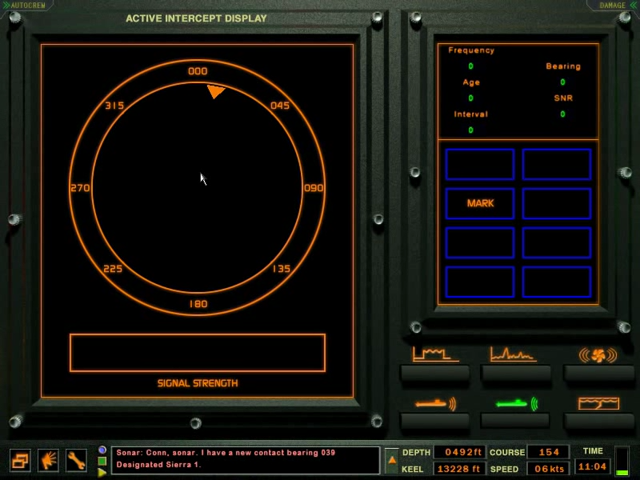 AUTOCREW
ACTIVE INTERCEPT DISPLAY
DAMAGE
000
045
090
135
180
225
270
315
SIGNAL STRENGTH
Frequency
0
Bearing
0
Age
0
SNR
0
Interval
0
MARK
Sonar: Conn, sonar. I have a new contact bearing 039
Designated Sierra 1.
DEPTH 0492ft COURSE 154 TIME
KEEL 13228 ft SPEED 06kts 11:04